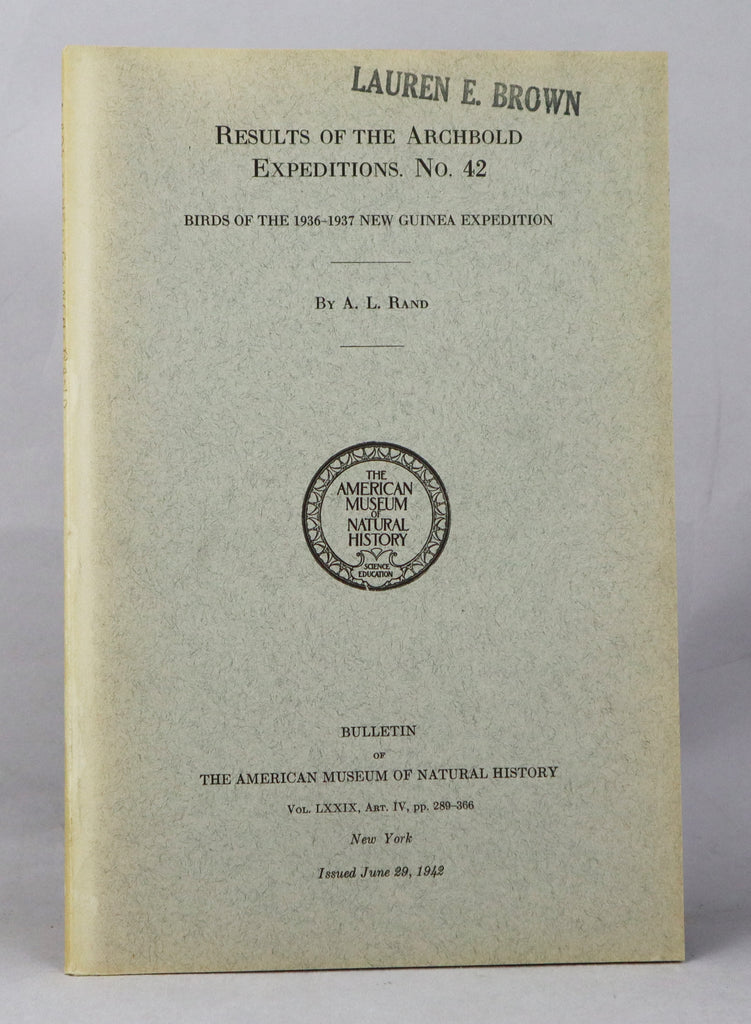 LAUREN E. BROWN
RESULTS OF THE ARCHBOLD
EXPEDITIONS. NO. 42
BIRDS OF THE 1936-1937 NEW GUINEA EXPEDITION
BY A. L. RAND
THE
AMERICAN
MUSEUM
OF
NATURAL
HISTORY
SCIENCE
EDUCATION
BULLETIN
OF
THE AMERICAN MUSEUM OF NATURAL HISTORY
VOL. LXXIX, ART. IV, pp. 289-366
New York
Issued June 29, 1942